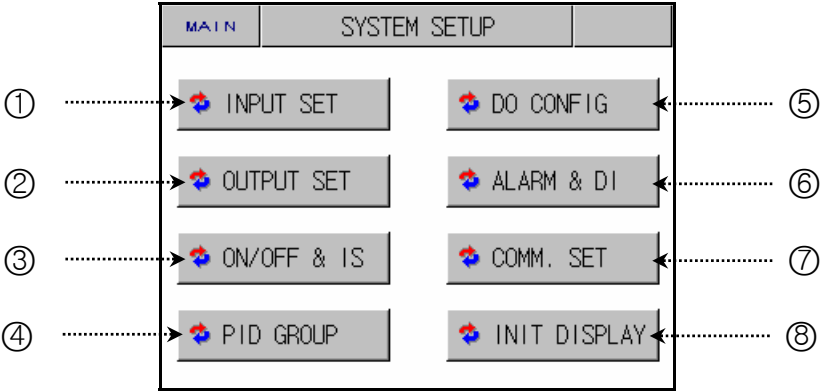 MAIN SYSTEM SETUP
① INPUT SET DO CONFIG ⑤
② OUTPUT SET ALARM & DI ⑥
③ ON/OFF & IS COMM. SET ⑦
④ PID GROUP INIT DISPLAY ⑧